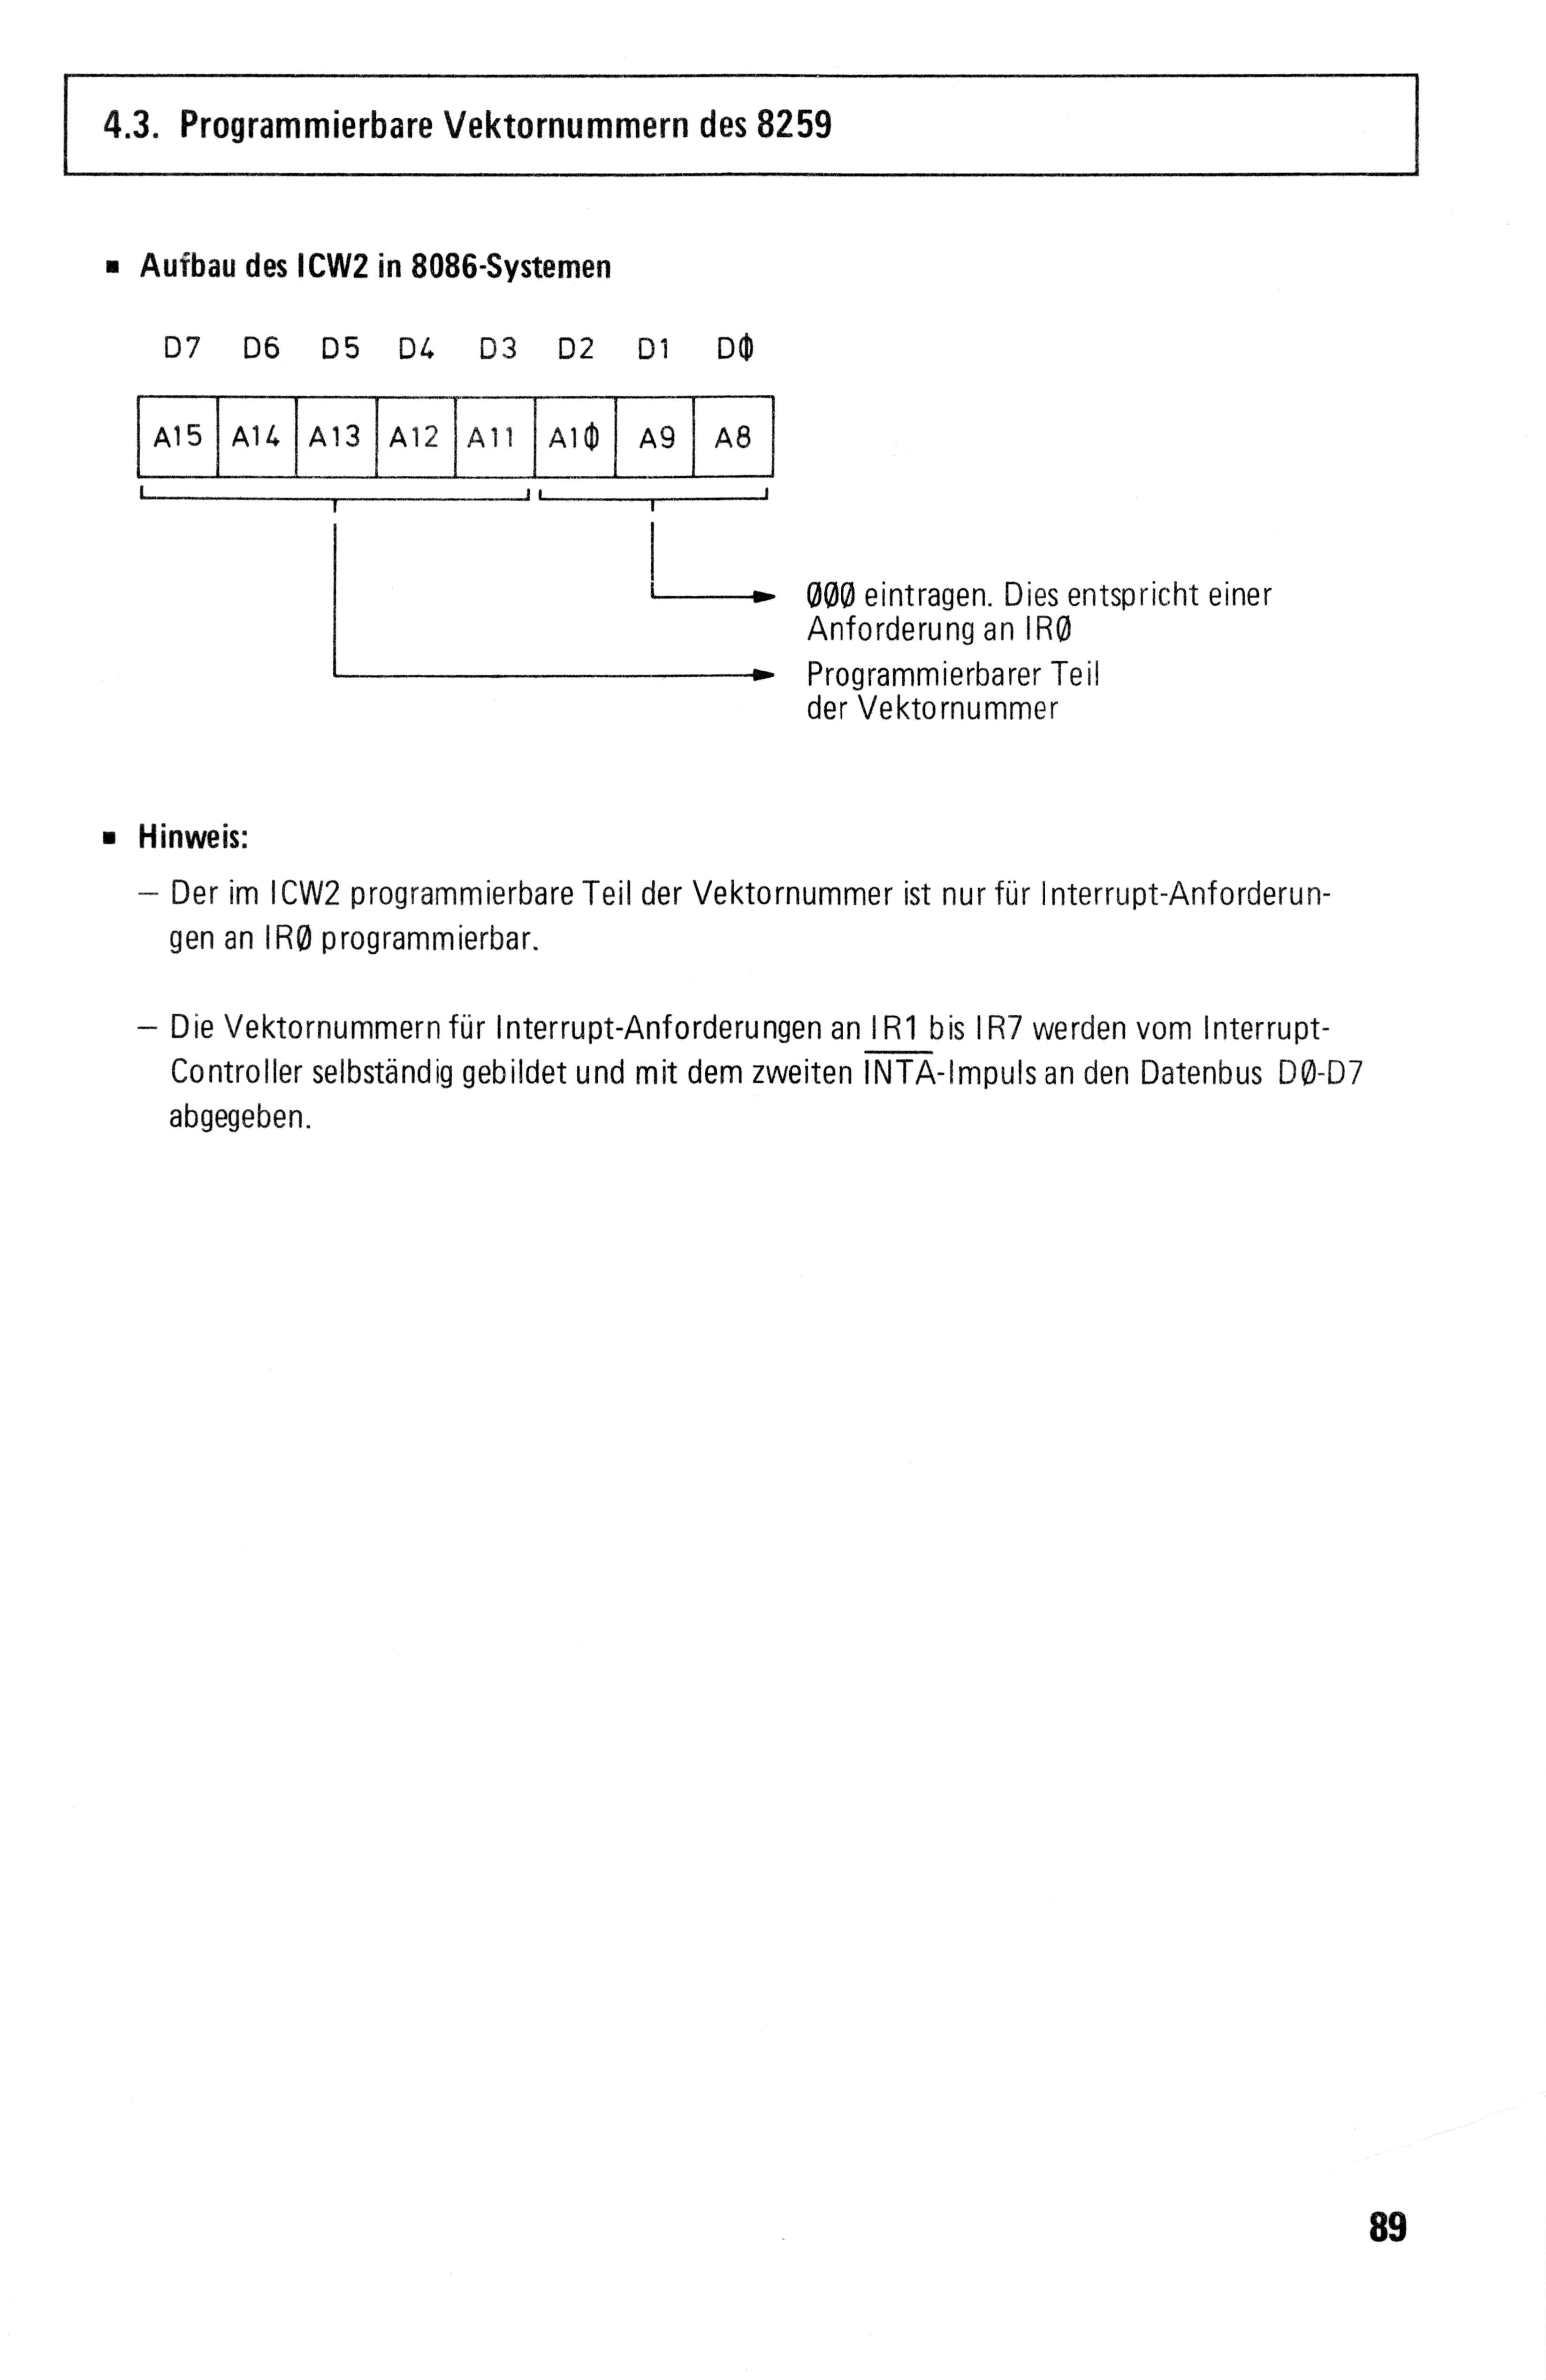 4.3. Programmierbare Vektornummern des 8259
▪ Aufbau des ICW2 in 8086-Systemen
D7 D6 D5 D4 D3 D2 D1 DØ
A15 A14 A13 A12 A11 A1Ø A9 A8
ØØØ eintragen. Dies entspricht einer
Anforderung an IRØ
Programmierbarer Teil
der Vektornummer
▪ Hinweis:
– Der im ICW2 programmierbare Teil der Vektornummer ist nur für Interrupt-Anforderun-
gen an IRØ programmierbar.
– Die Vektornummern für Interrupt-Anforderungen an IR1 bis IR7 werden vom Interrupt-
Controller selbständig gebildet und mit dem zweiten I̅N̅T̅A̅-Impuls an den Datenbus DØ-D7
abgegeben.
89